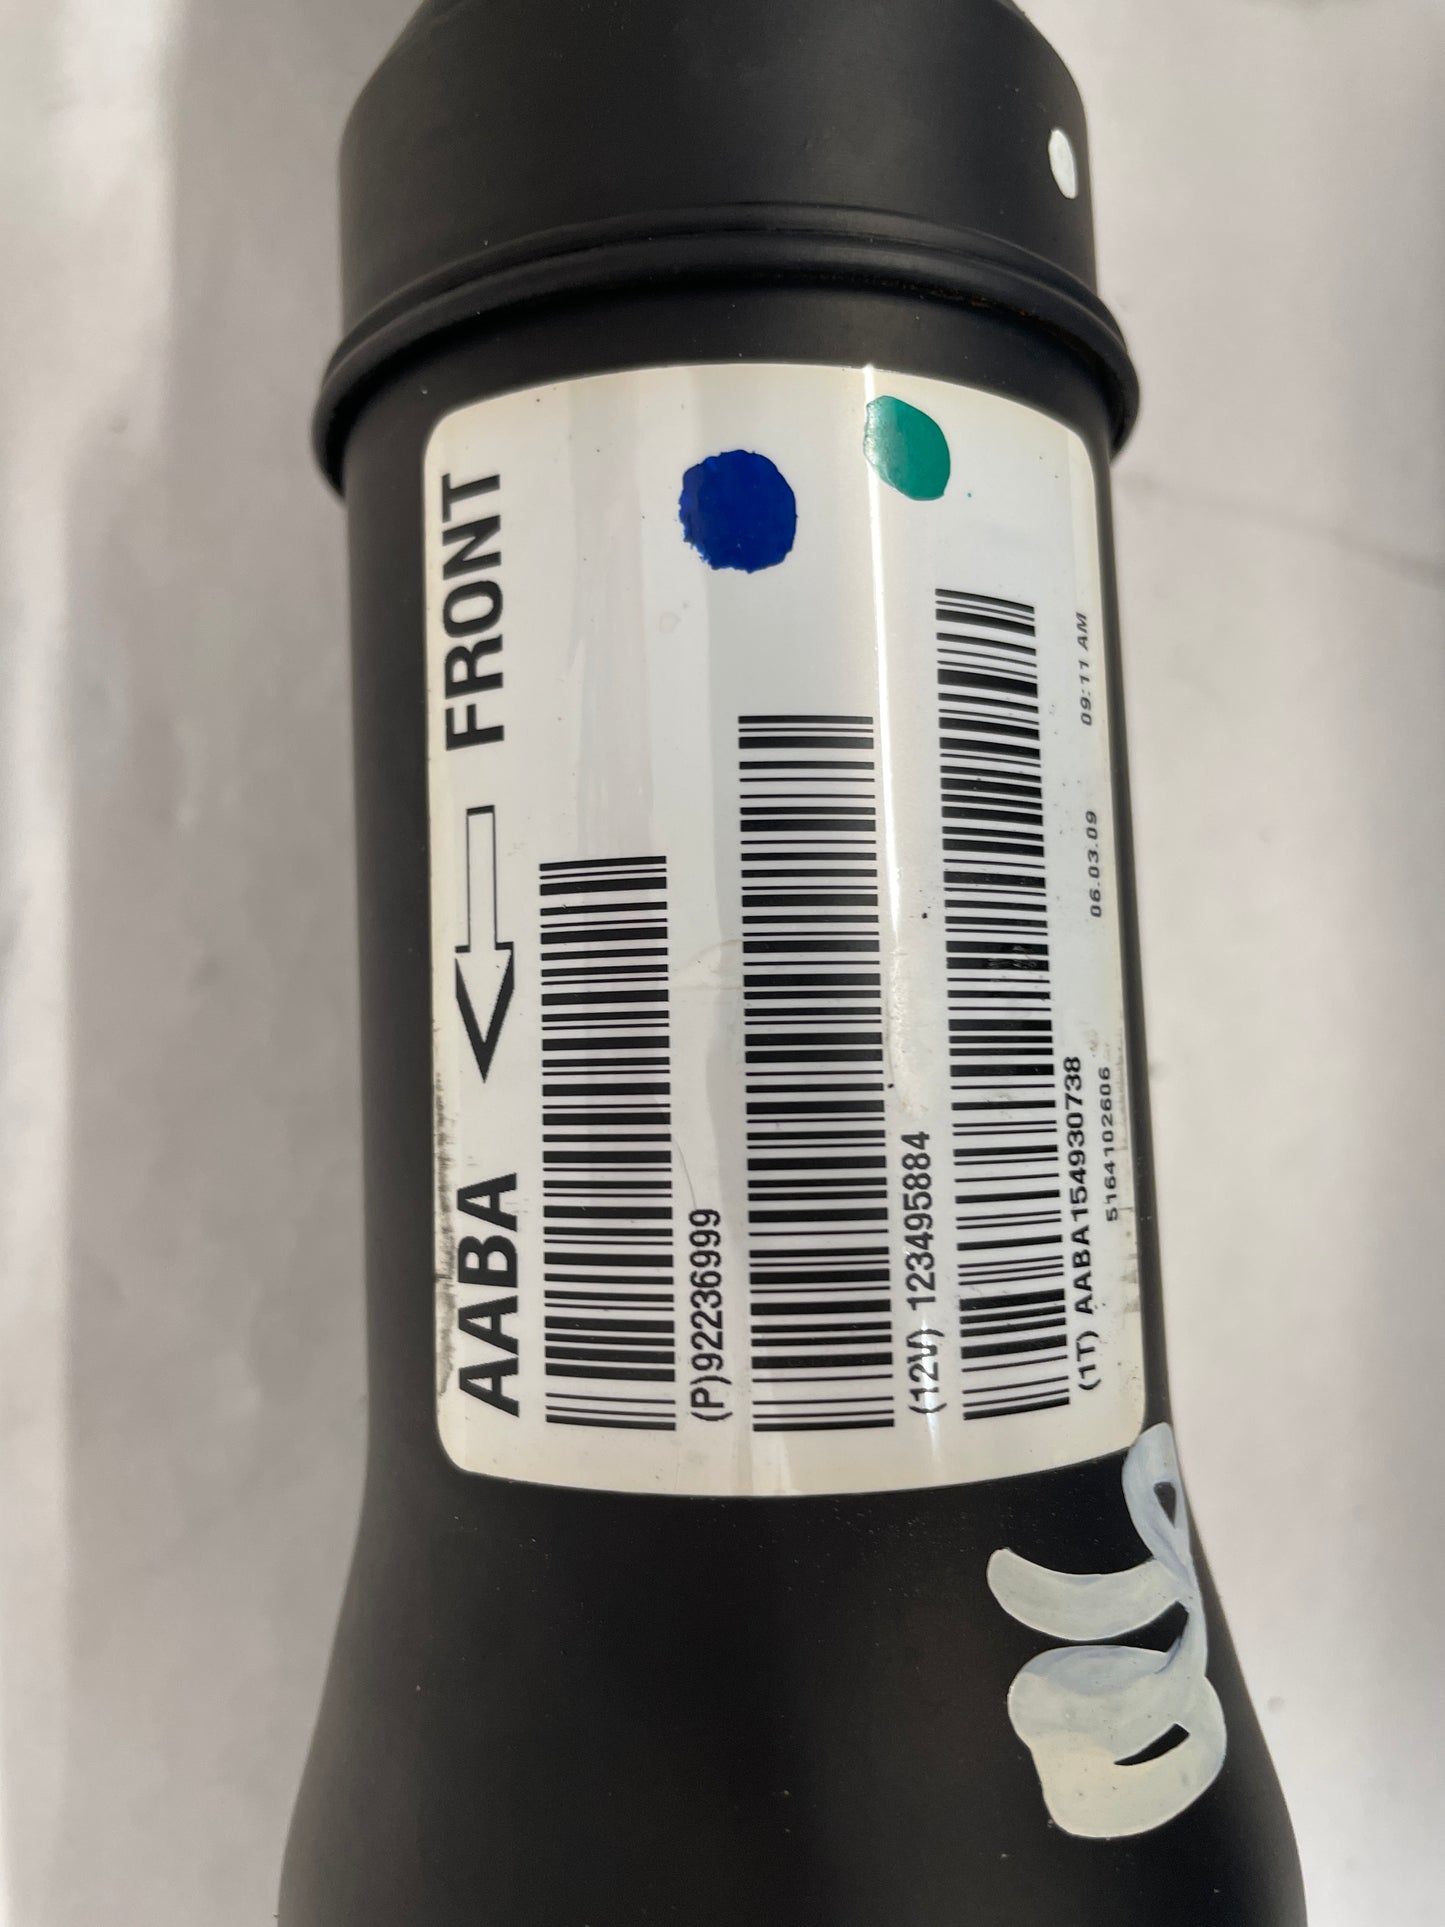 AABA FRONT
(P)92236999
(12V) 123495884
(1T) AABA154930738
5164102606 06.03.09 09:11 AM